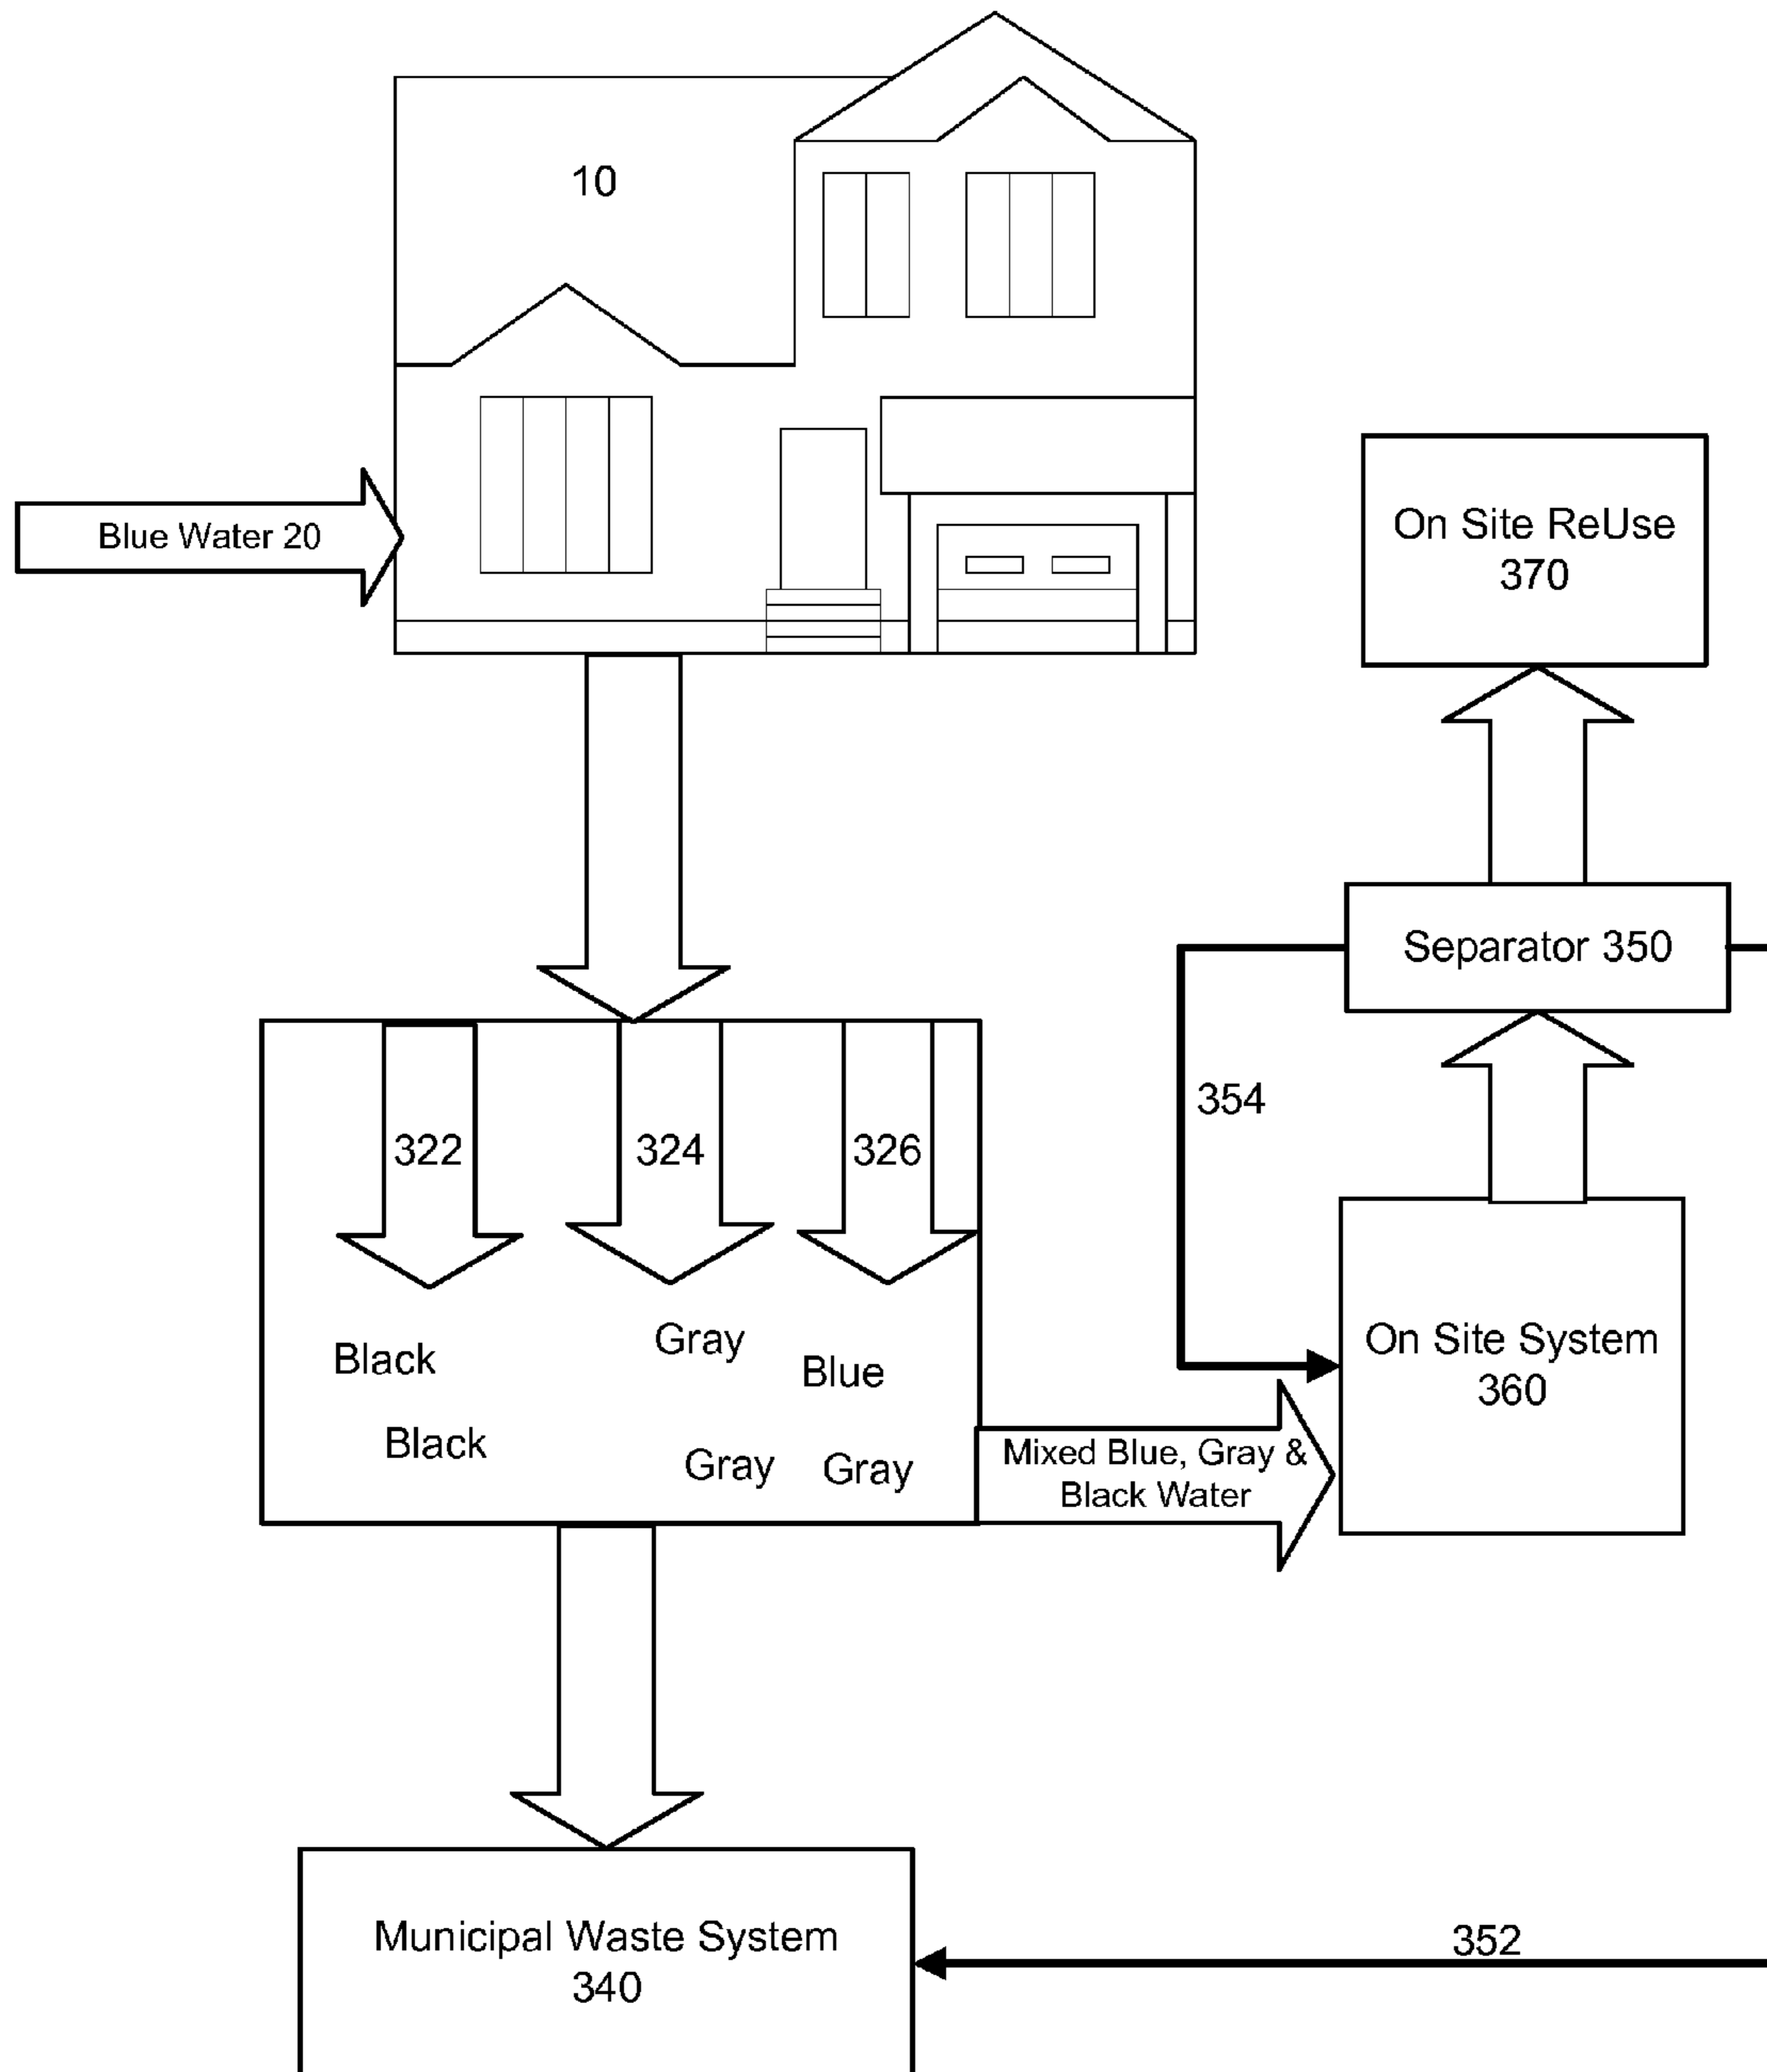 10
Blue Water 20
On Site ReUse
370
Separator 350
354
322
324
326
Gray
Black
Blue
On Site System
360
Black
Gray
Gray
Mixed Blue, Gray &
Black Water
Municipal Waste System
340
352